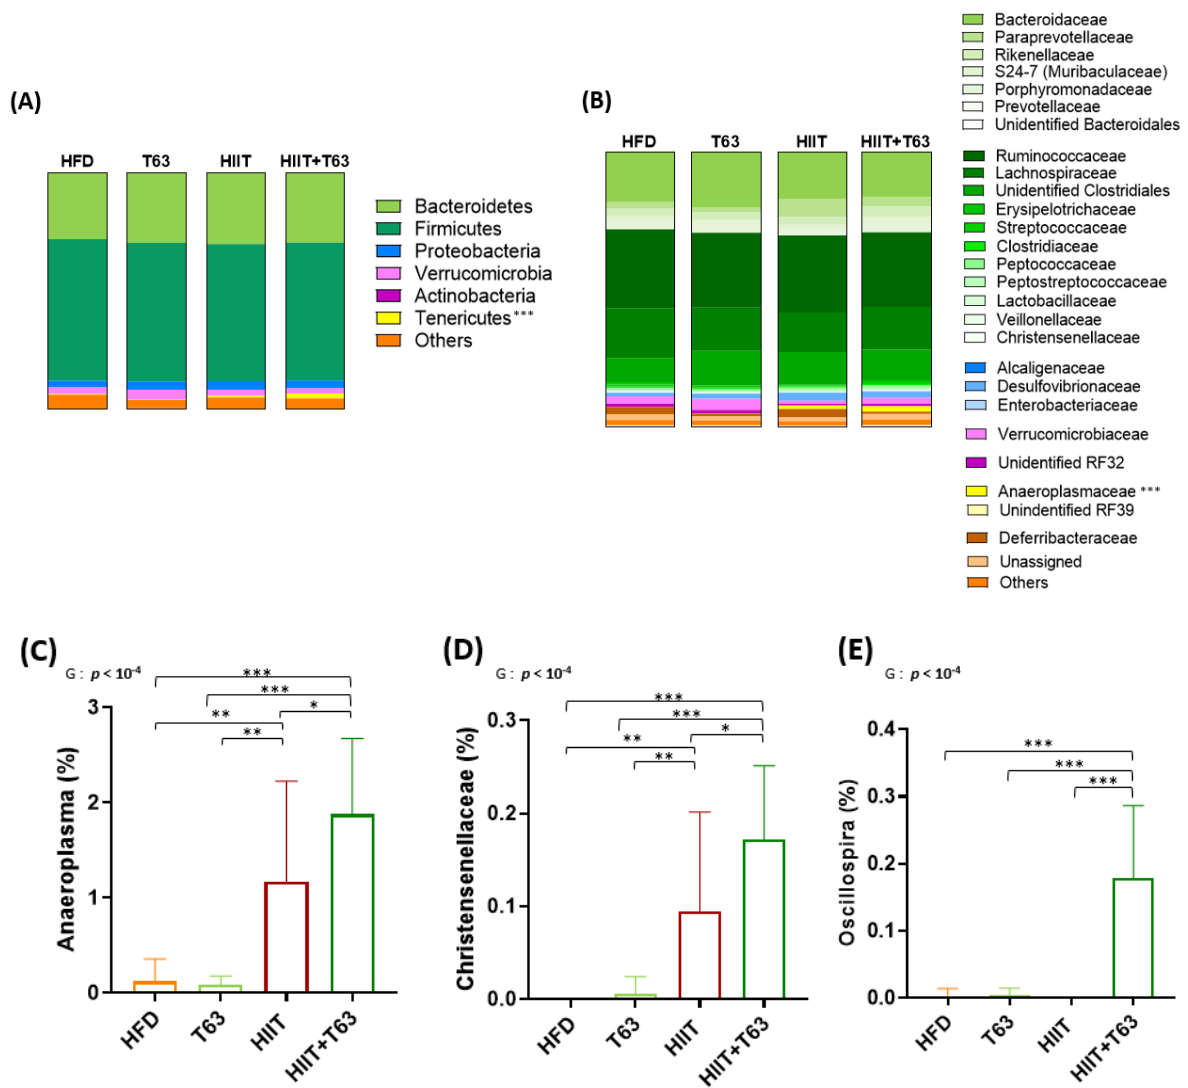 (A)
HFD T63 HIIT HIIT+T63
Bacteroidetes
Firmicutes
Proteobacteria
Verrucomicrobia
Actinobacteria
Tenericutes***
Others
(B)
HFD T63 HIIT HIIT+T63
Bacteroidaceae
Paraprevotellaceae
Rikenellaceae
S24-7 (Muribaculaceae)
Porphyromonadaceae
Prevotellaceae
Unidentified Bacteroidales
Ruminococcaceae
Lachnospiraceae
Unidentified Clostridiales
Erysipelotrichaceae
Streptococcaceae
Clostridiaceae
Peptococcaceae
Peptostreptococcaceae
Lactobacillaceae
Veillonellaceae
Christensenellaceae
Alcaligenaceae
Desulfovibrionaceae
Enterobacteriaceae
Verrucomicrobiaceae
Unidentified RF32
Anaeroplasmaceae ***
Unindentified RF39
Deferribacteraceae
Unassigned
Others
(C)
G : p < 10-4
***
***
*
**
**
Anaeroplasma (%)
3
2
1
0
HFD
T63
HIIT
HIIT+T63
(D)
G : p < 10-4
***
***
*
**
**
Christensenellaceae (%)
0.3
0.2
0.1
0.0
HFD
T63
HIIT
HIIT+T63
(E)
G : p < 10-4
***
***
***
Oscillospira (%)
0.4
0.3
0.2
0.1
0.0
HFD
T63
HIIT
HIIT+T63